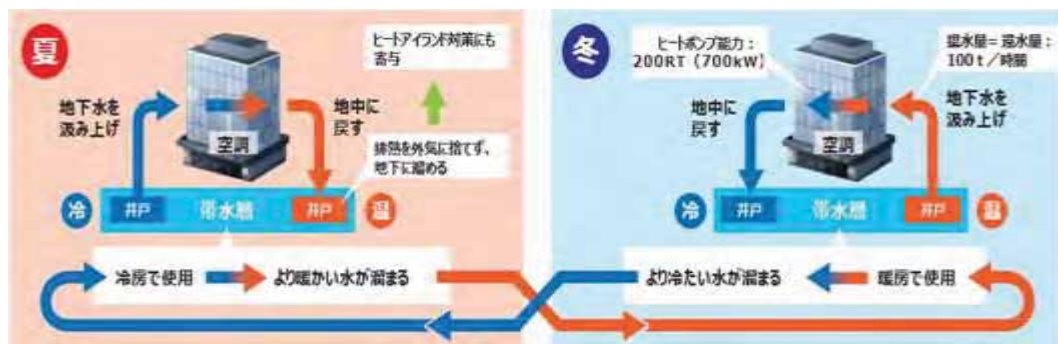 夏
ヒートアイランド対策にも
寄与
地下水を
汲み上げ
地中に
戻す
空調
排熱を外気に捨てず、
地下に溜める
冷
井戸
帯水層
井戸
温
冷房で使用
より暖かい水が溜まる
冬
ヒートポンプ能力:
200RT(700kW)
揚水量=還水量:
100t/時間
地中に
戻す
地下水を
汲み上げ
空調
冷
井戸
帯水層
井戸
温
より冷たい水が溜まる
暖房で使用